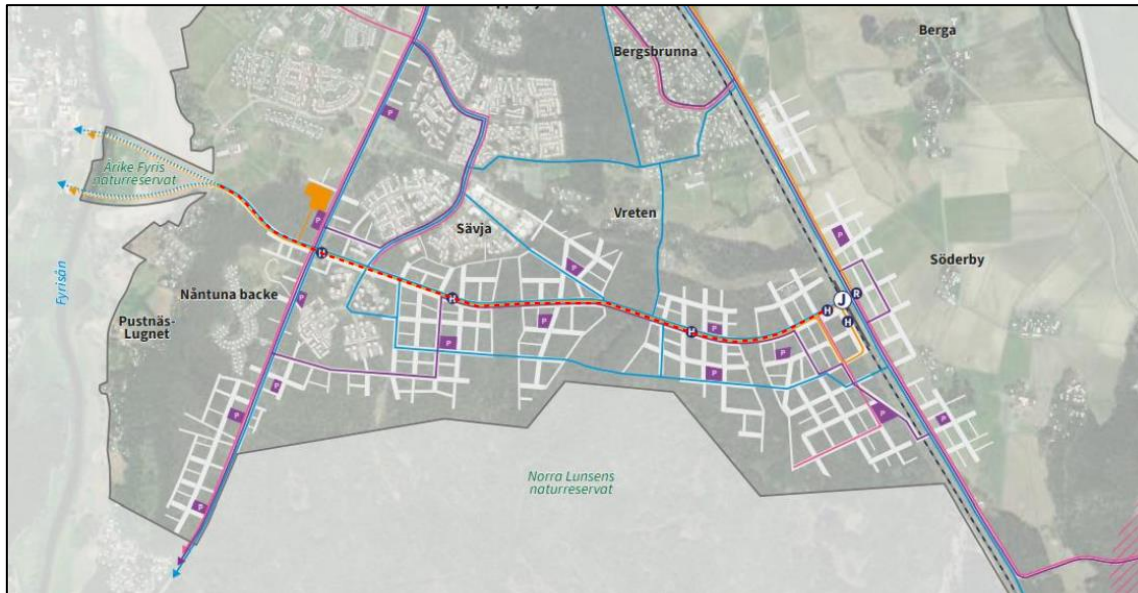 Berga
Bergsbrunna
P
Årike Fyris
naturreservat
P
Vreten
P
Sävja
Söderby
H
P
Fyrisån
Nåntuna backe
P
J
R
H
H
H
P
P
H
Pustnäs-
Lugnet
P
P
P
P
P
P
P
P
Norra Lunsens
naturreservat
P